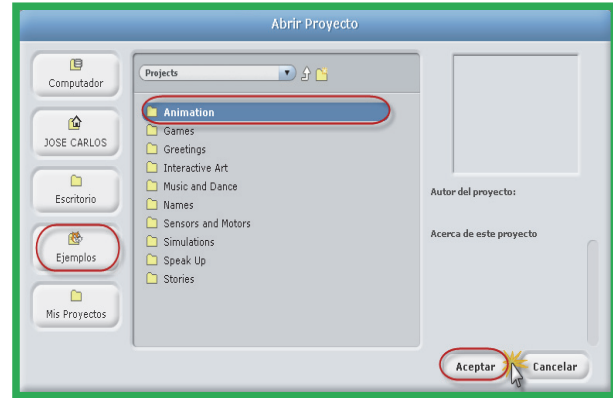 Abrir Proyecto
Computador
JOSE CARLOS
Escritorio
Ejemplos
Mis Proyectos
Projects
Animation
Games
Greetings
Interactive Art
Music and Dance
Names
Sensors and Motors
Simulations
Speak Up
Stories
Autor del proyecto:
Acerca de este proyecto
Aceptar Cancelar